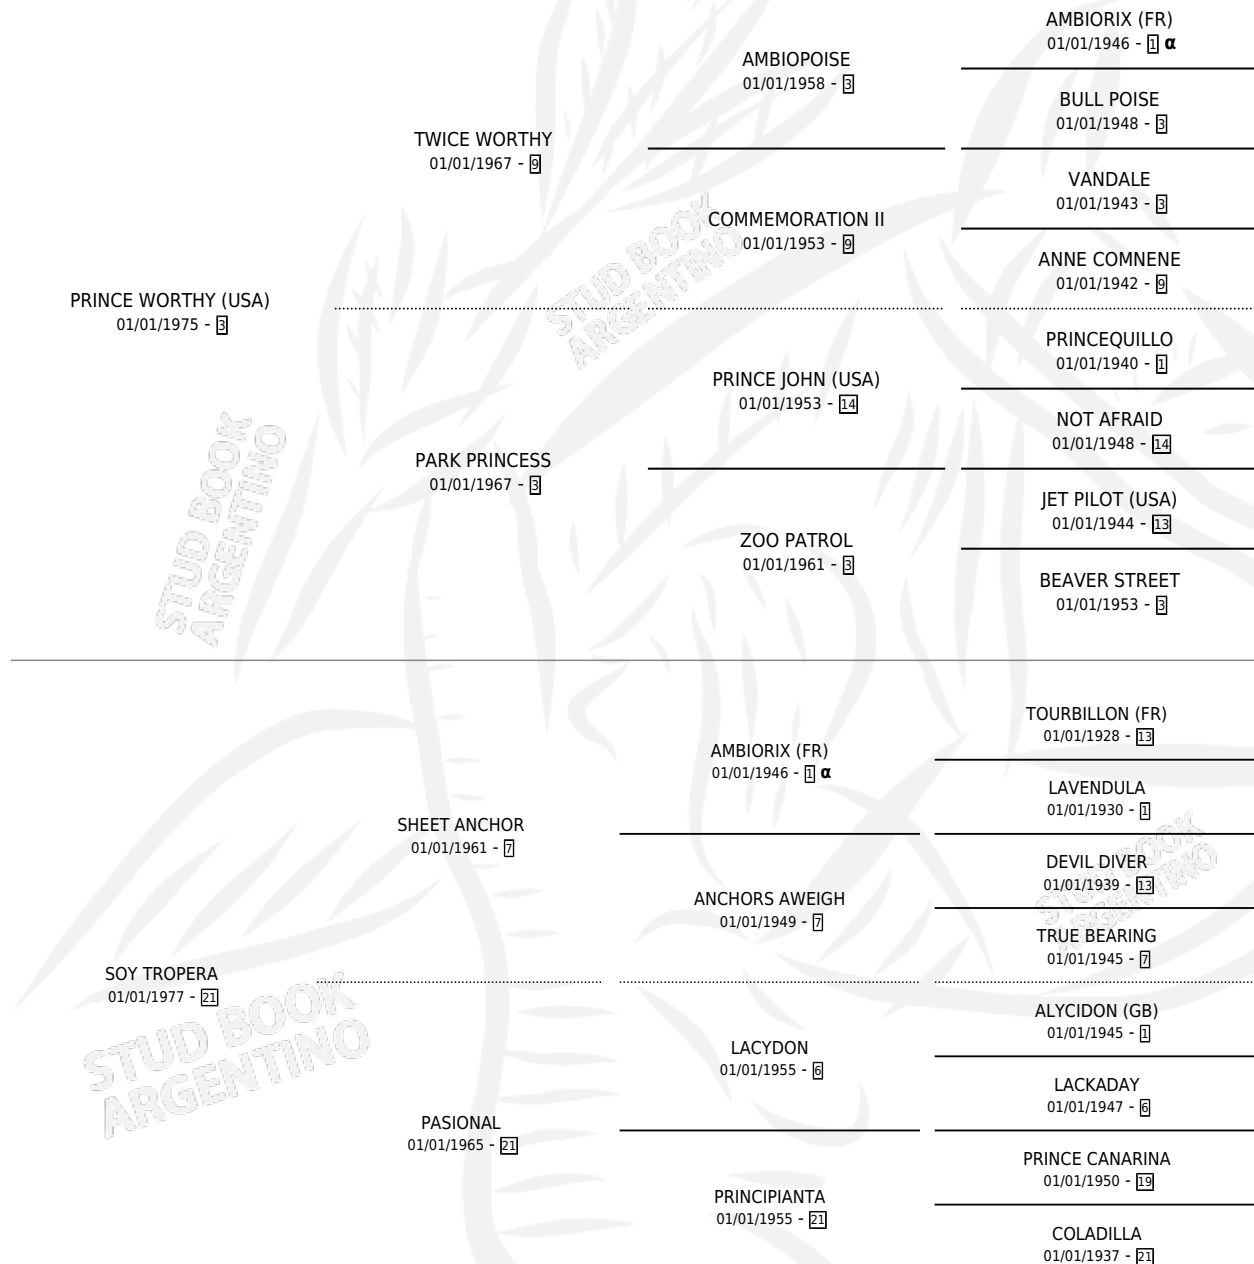 AMBIORIX (FR)
01/01/1946 - 1 α
AMBIOPOISE
01/01/1958 - 3
BULL POISE
01/01/1948 - 3
TWICE WORTHY
01/01/1967 - 9
VANDALE
01/01/1943 - 3
COMMEMORATION II
01/01/1953 - 9
ANNE COMNENE
01/01/1942 - 9
PRINCE WORTHY (USA)
01/01/1975 - 3
PRINCEQUILLO
01/01/1940 - 1
PRINCE JOHN (USA)
01/01/1953 - 14
NOT AFRAID
01/01/1948 - 14
PARK PRINCESS
01/01/1967 - 3
JET PILOT (USA)
01/01/1944 - 13
ZOO PATROL
01/01/1961 - 3
BEAVER STREET
01/01/1953 - 3
TOURBILLON (FR)
01/01/1928 - 13
AMBIORIX (FR)
01/01/1946 - 1 α
LAVENDULA
01/01/1930 - 1
SHEET ANCHOR
01/01/1961 - 7
DEVIL DIVER
01/01/1939 - 13
ANCHORS AWEIGH
01/01/1949 - 7
TRUE BEARING
01/01/1945 - 7
SOY TROPERA
01/01/1977 - 21
ALYCIDON (GB)
01/01/1945 - 1
LACYDON
01/01/1955 - 6
LACKADAY
01/01/1947 - 6
PASIONAL
01/01/1965 - 21
PRINCE CANARINA
01/01/1950 - 19
PRINCIPIANTA
01/01/1955 - 21
COLADILLA
01/01/1937 - 21
STUD BOOK
ARGENTINO
STUD BOOK
ARGENTINO
STUD BOOK
ARGENTINO
STUD BOOK
ARGENTINO